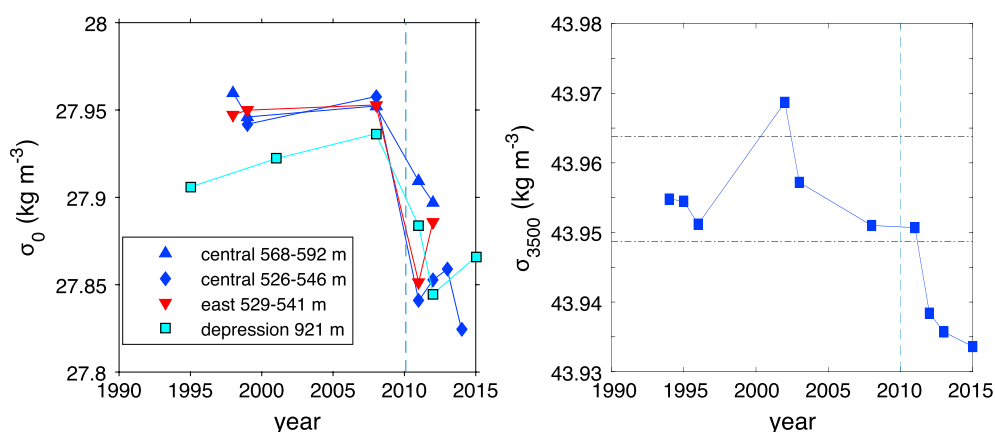 28
27.95
27.9
27.85
27.8
σ0 (kg m-3)
central 568-592 m
central 526-546 m
east 529-541 m
depression 921 m
1990 1995 2000 2005 2010 2015
year
43.98
43.97
43.96
43.95
43.94
43.93
σ3500 (kg m-3)
1990 1995 2000 2005 2010 2015
year